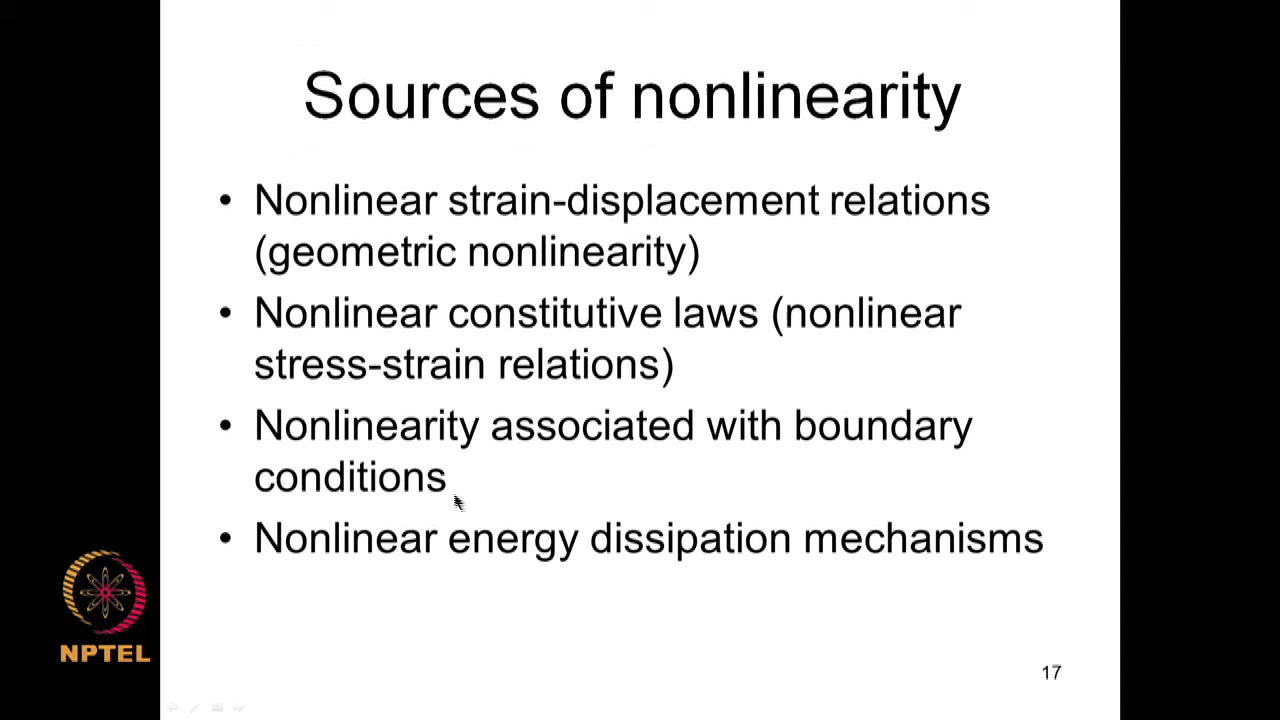 Sources of nonlinearity
• Nonlinear strain-displacement relations
(geometric nonlinearity)
• Nonlinear constitutive laws (nonlinear
stress-strain relations)
• Nonlinearity associated with boundary
conditions
• Nonlinear energy dissipation mechanisms
NPTEL
17